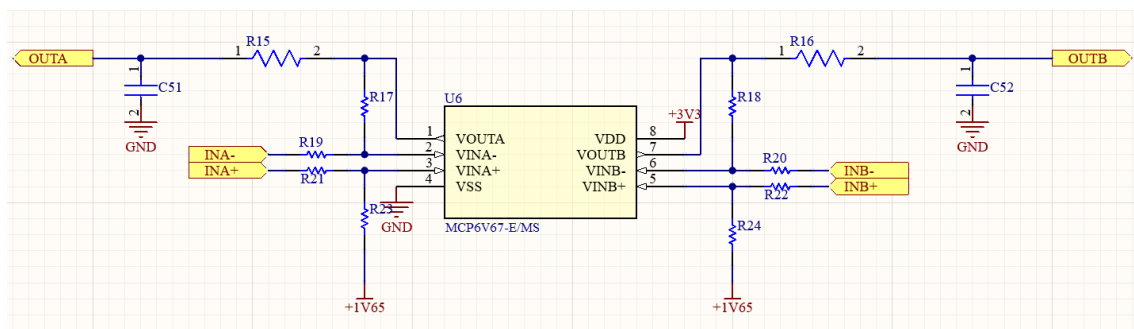 R15
R16
OUTA
1
2
1
2
OUTB
1
C51
2
GND
R17
U6
+3V3
R18
1
C52
2
GND
1
VOUTA
VDD
8
INA-
R19
2
VINA-
VOUTB
7
INA+
R21
3
VINA+
VINB-
6
R20
INB-
4
VSS
VINB+
5
R22
INB+
R23
GND
MCP6V67-E/MS
R24
+1V65
+1V65